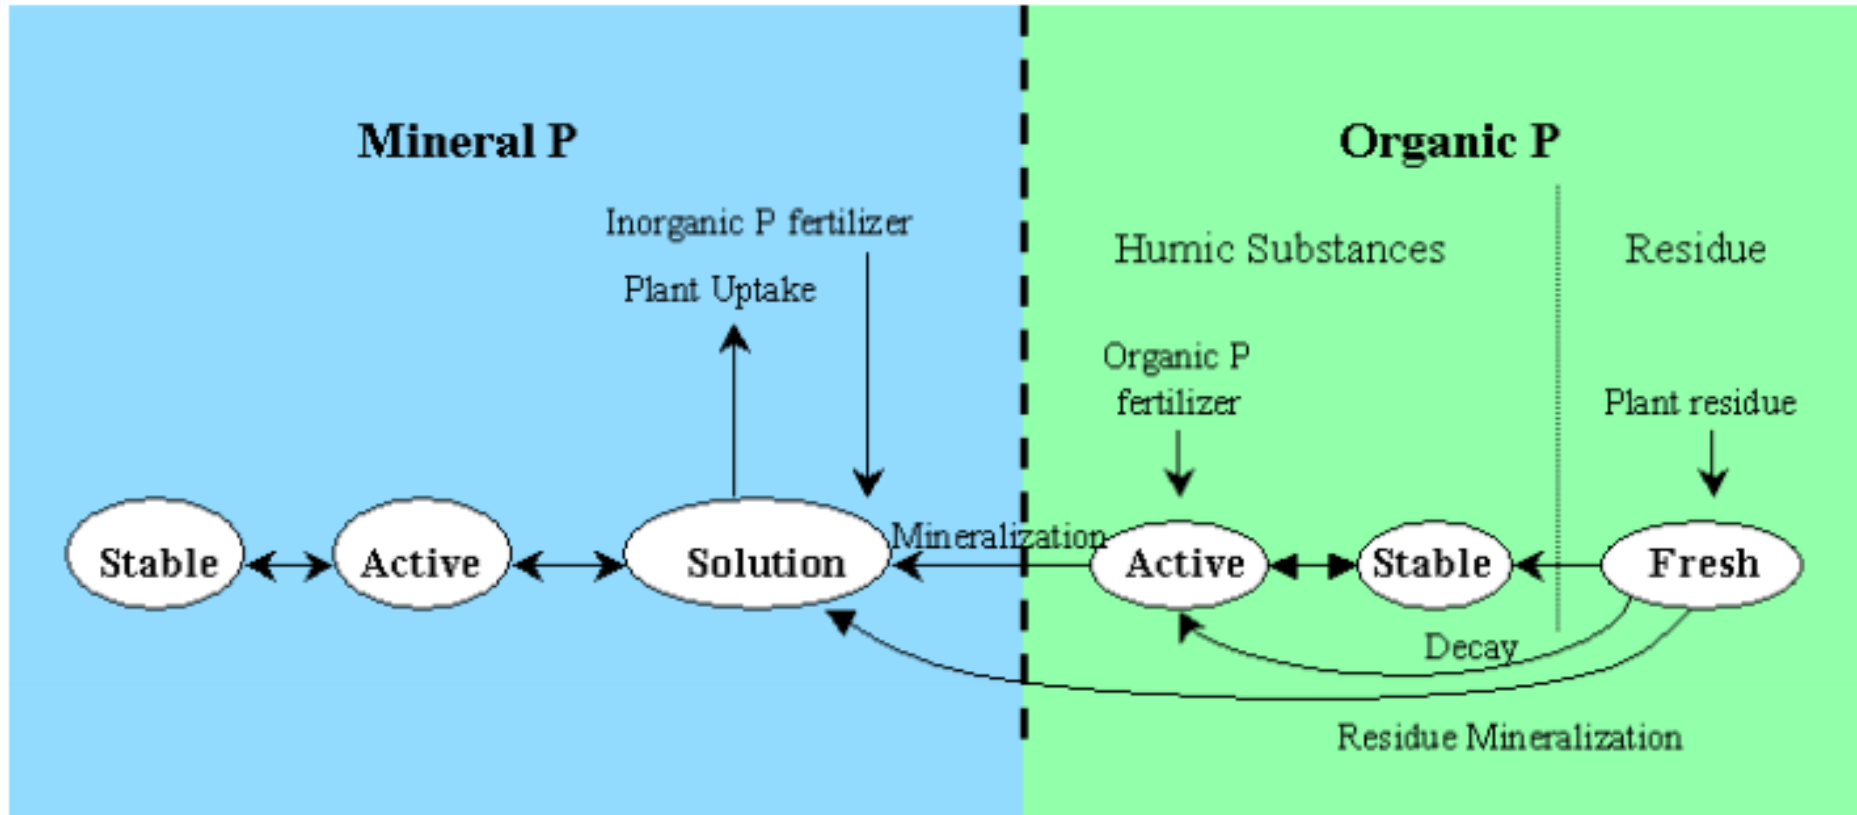 Mineral P
Organic P
Inorganic P fertilizer
Plant Uptake
Humic Substances
Residue
Organic P
fertilizer
Plant residue
Mineralization
Stable
Active
Solution
Active
Stable
Fresh
Decay
Residue Mineralization